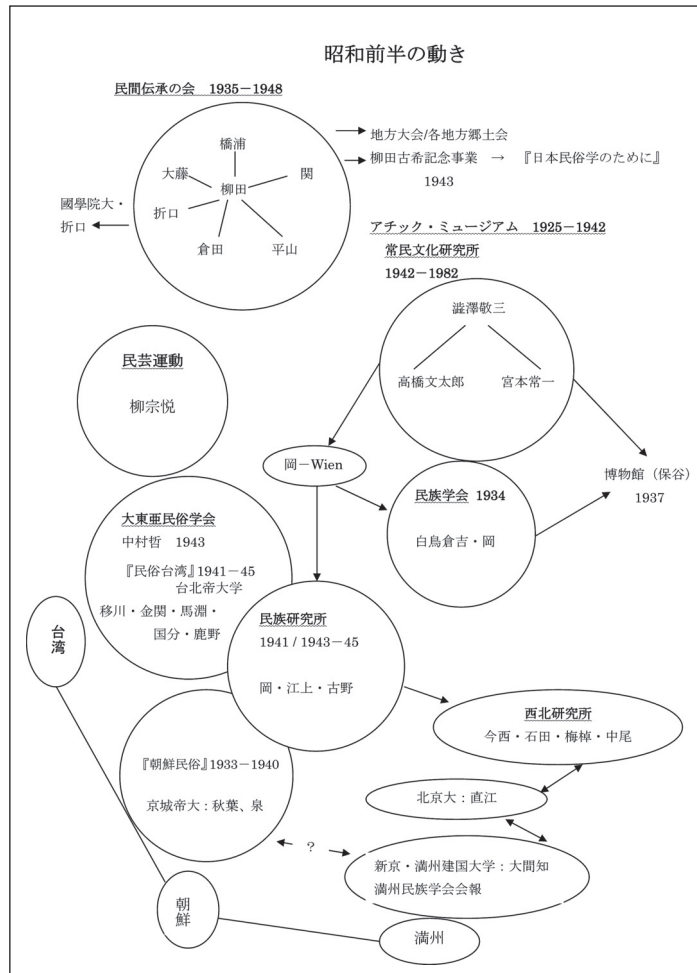 昭和前半の動き
民間伝承の会　1935－1948
橋浦
大藤
関
柳田
折口
倉田
平山
國學院大・
折口
地方大会/各地方郷土会
柳田古希記念事業　→　『日本民俗学のために』
1943
アチック・ミュージアム　1925－1942
常民文化研究所
1942－1982
澁澤敬三
高橋文太郎
宮本常一
民芸運動
柳宗悦
岡－Wien
博物館（保谷）
1937
民族学会 1934
白鳥倉吉・岡
大東亜民俗学会
中村哲　1943
『民俗台湾』1941－45
台北帝大学
移川・金関・馬淵・
国分・鹿野
台湾
民族研究所
1941 / 1943－45
岡・江上・古野
西北研究所
今西・石田・梅棹・中尾
『朝鮮民俗』1933－1940
京城帝大：秋葉、泉
北京大：直江
？
新京・満州建国大学：大間知
満州民族学会会報
朝鮮
満州